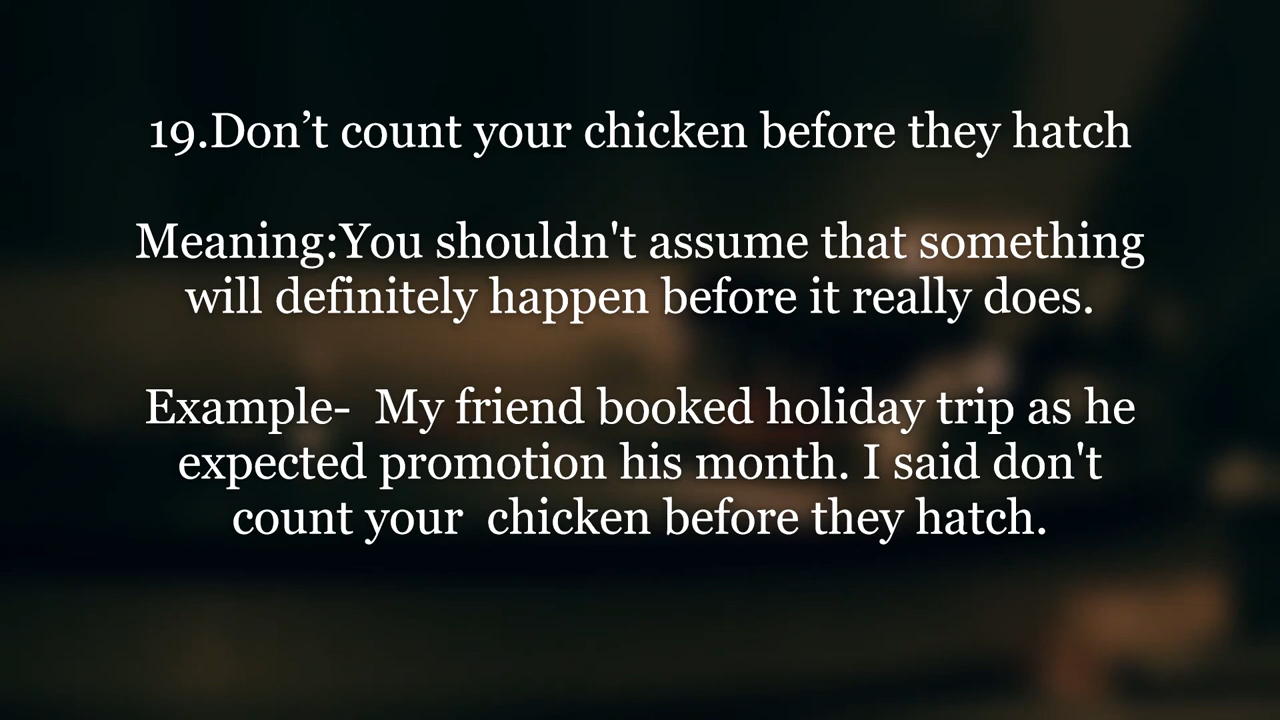 19.Don’t count your chicken before they hatch
Meaning:You shouldn't assume that something
will definitely happen before it really does.
Example-  My friend booked holiday trip as he
expected promotion his month. I said don't
count your  chicken before they hatch.